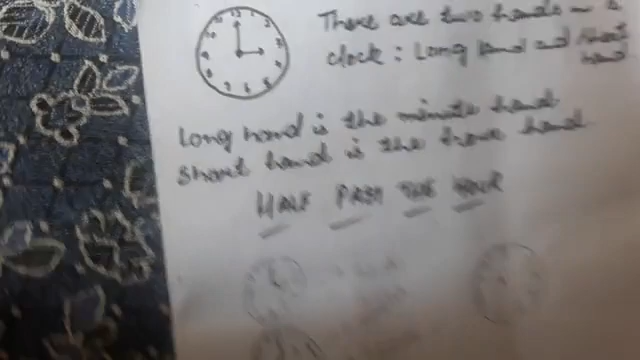 There are two hands in a
clock : Long hand and short
hand
Long hand is the minute hand
Short hand is the hour hand
HALF PAST THE HOUR